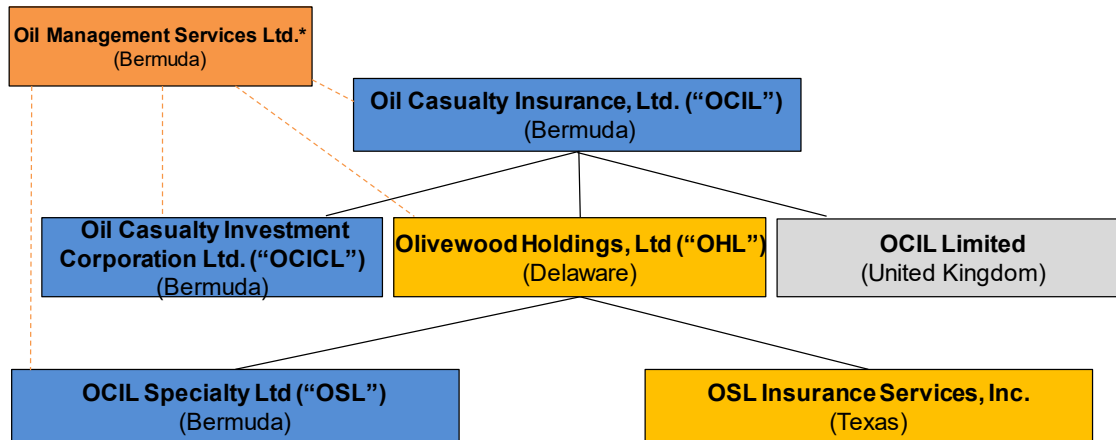 Oil Management Services Ltd.*
(Bermuda)
Oil Casualty Insurance, Ltd. (“OCIL”)
(Bermuda)
Oil Casualty Investment
Corporation Ltd. (“OCICL”)
(Bermuda)
Olivewood Holdings, Ltd (“OHL”)
(Delaware)
OCIL Limited
(United Kingdom)
OCIL Specialty Ltd (“OSL”)
(Bermuda)
OSL Insurance Services, Inc.
(Texas)